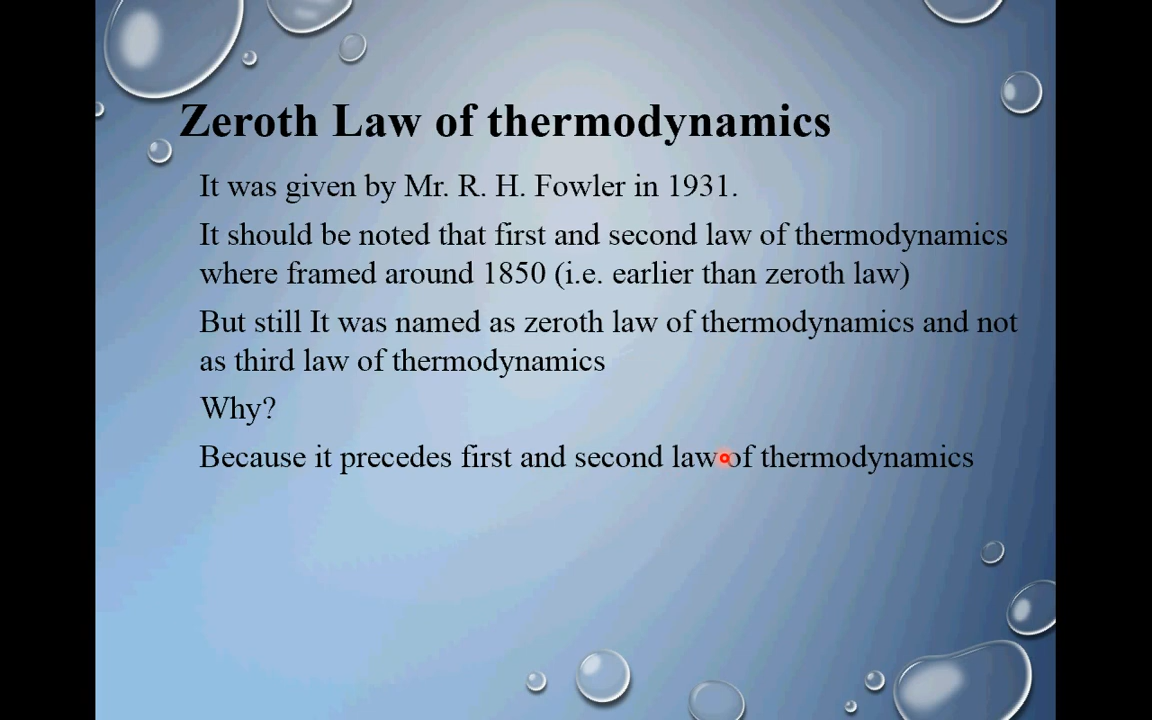 Zeroth Law of thermodynamics
It was given by Mr. R. H. Fowler in 1931.
It should be noted that first and second law of thermodynamics
where framed around 1850 (i.e. earlier than zeroth law)
But still It was named as zeroth law of thermodynamics and not
as third law of thermodynamics
Why?
Because it precedes first and second law of thermodynamics